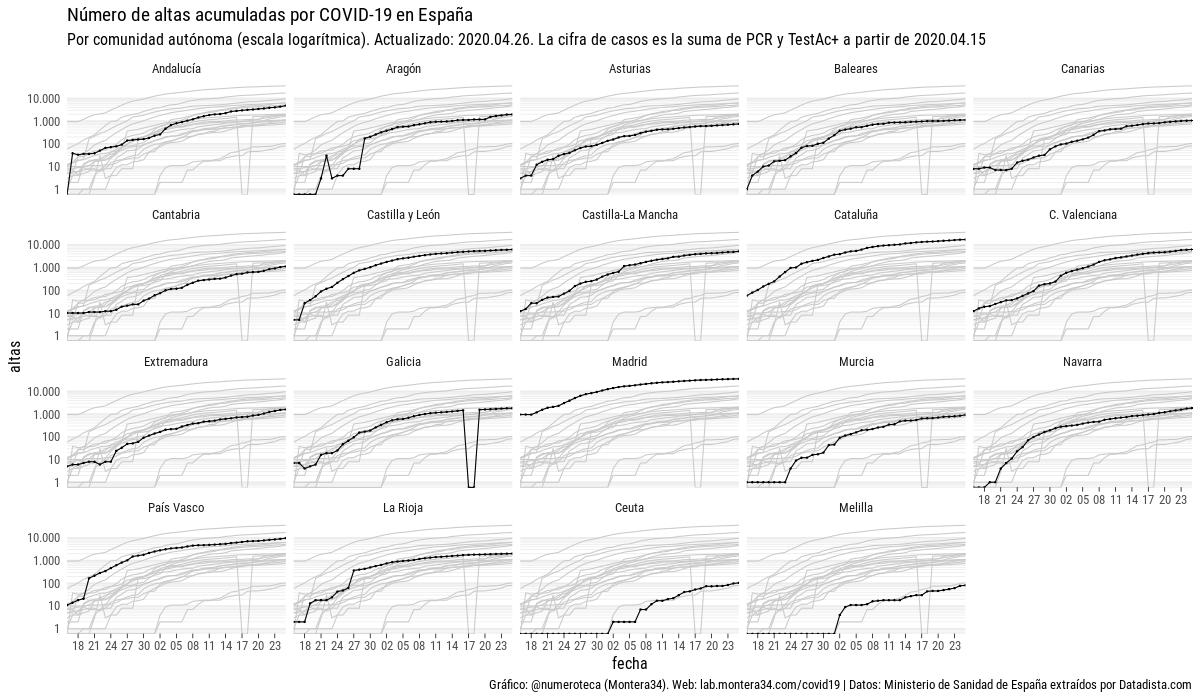 Número de altas acumuladas por COVID-19 en España
Por comunidad autónoma (escala logarítmica). Actualizado: 2020.04.26. La cifra de casos es la suma de PCR y TestAc+ a partir de 2020.04.15
Andalucía Aragón Asturias Baleares Canarias
10.000
1.000
100
10
1
Cantabria Castilla y León Castilla-La Mancha Cataluña C. Valenciana
10.000
1.000
100
10
1
altas
Extremadura Galicia Madrid Murcia Navarra
10.000
1.000
100
10
1
18 21 24 27 30 02 05 08 11 14 17 20 23
País Vasco La Rioja Ceuta Melilla
10.000
1.000
100
10
1
18 21 24 27 30 02 05 08 11 14 17 20 23 18 21 24 27 30 02 05 08 11 14 17 20 23 18 21 24 27 30 02 05 08 11 14 17 20 23 18 21 24 27 30 02 05 08 11 14 17 20 23
fecha
Gráfico: @numeroteca (Montera34). Web: lab.montera34.com/covid19 | Datos: Ministerio de Sanidad de España extraídos por Datadista.com